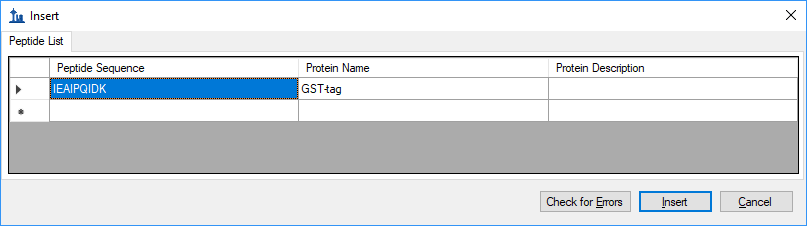 Insert
Peptide List
Peptide Sequence Protein Name Protein Description
IEAIPQIDK GST-tag
Check for Errors Insert Cancel